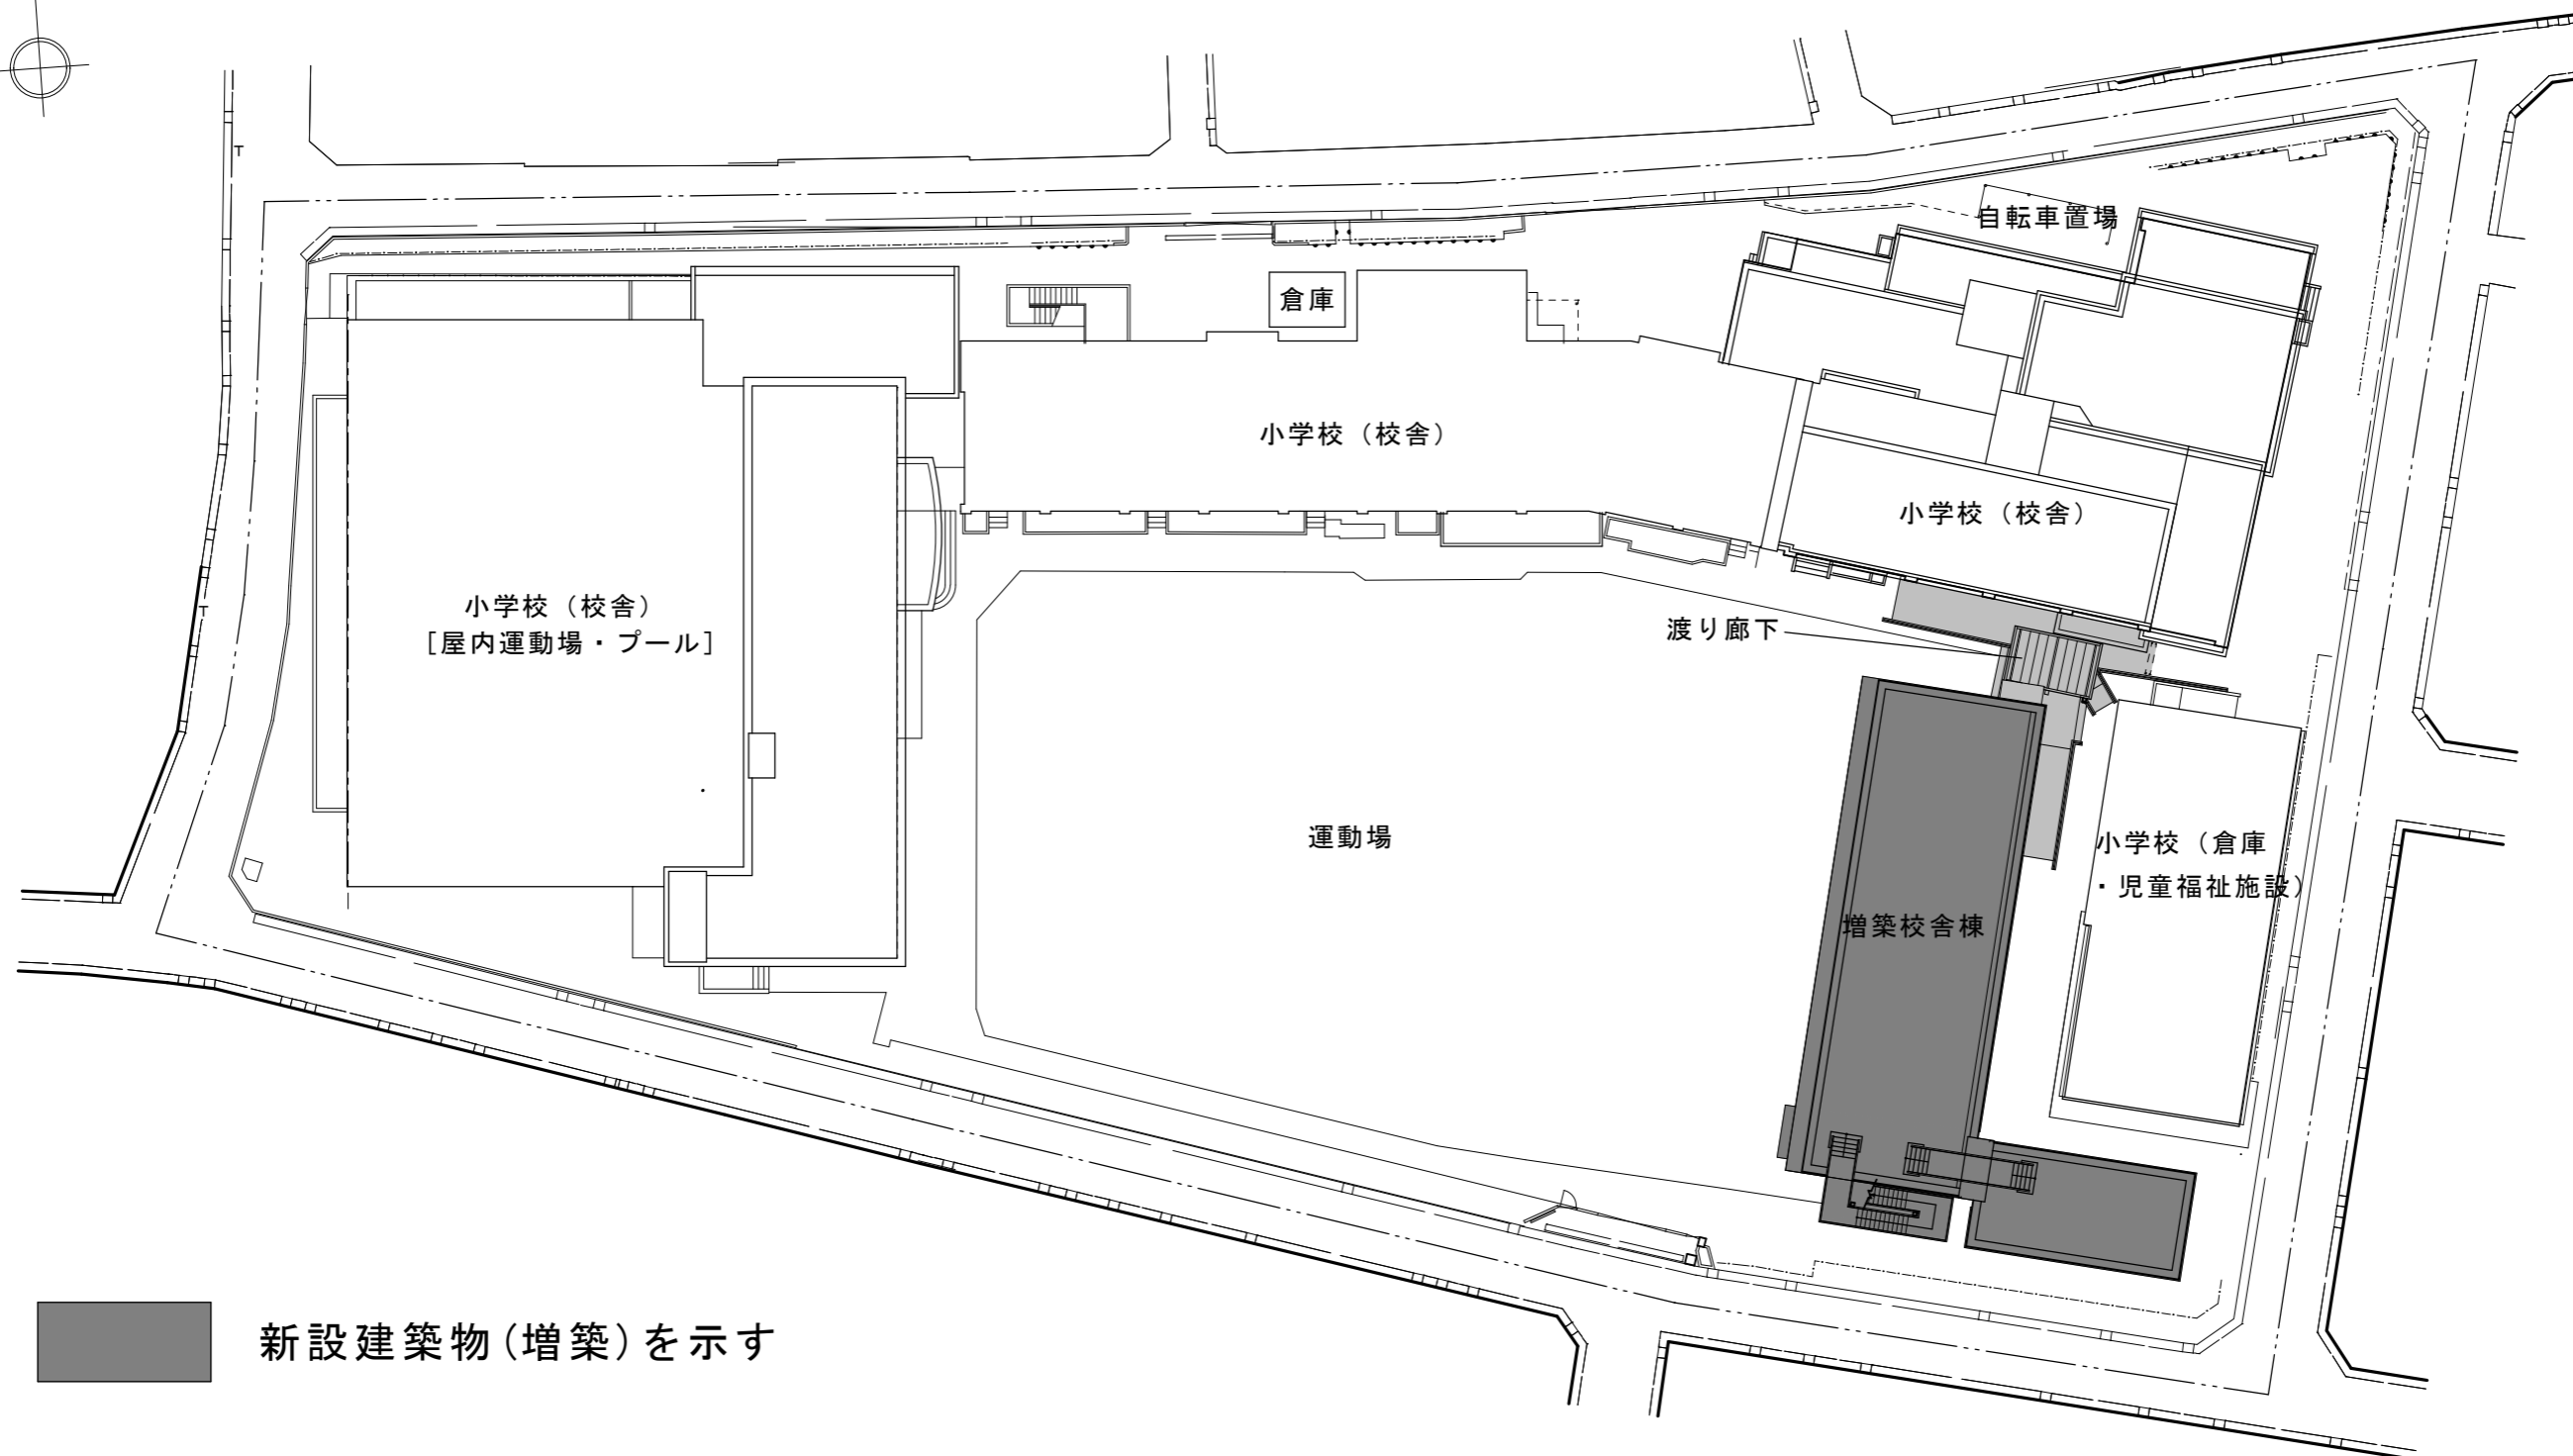 自転車置場
倉庫
小学校（校舎）
小学校（校舎）
小学校（校舎）
［屋内運動場・プール］
渡り廊下
運動場
小学校（倉庫
・児童福祉施設）
増築校舎棟
新設建築物(増築)を示す